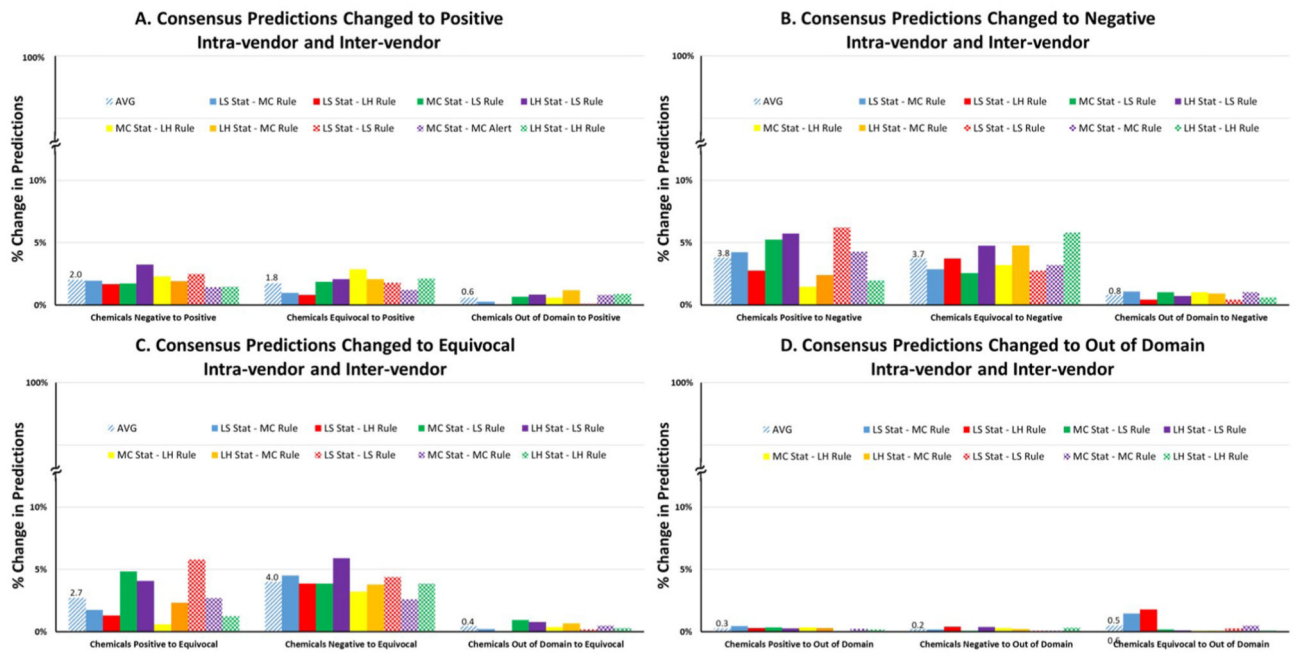 A. Consensus Predictions Changed to Positive
Intra-vendor and Inter-vendor
100%
AVG
LS Stat - MC Rule
LS Stat - LH Rule
MC Stat - LS Rule
LH Stat - LS Rule
MC Stat - LH Rule
LH Stat - MC Rule
LS Stat - LS Rule
MC Stat - MC Alert
LH Stat - LH Rule
% Change in Predictions
10%
5%
0%
2.0
1.8
0.6
Chemicals Negative to Positive
Chemicals Equivocal to Positive
Chemicals Out of Domain to Positive
B. Consensus Predictions Changed to Negative
Intra-vendor and Inter-vendor
100%
AVG
LS Stat - MC Rule
LS Stat - LH Rule
MC Stat - LS Rule
LH Stat - LS Rule
MC Stat - LH Rule
LH Stat - MC Rule
LS Stat - LS Rule
MC Stat - MC Rule
LH Stat - LH Rule
% Change in Predictions
10%
5%
0%
3.8
3.7
0.8
Chemicals Positive to Negative
Chemicals Equivocal to Negative
Chemicals Out of Domain to Negative
C. Consensus Predictions Changed to Equivocal
Intra-vendor and Inter-vendor
100%
AVG
LS Stat - MC Rule
LS Stat - LH Rule
MC Stat - LS Rule
LH Stat - LS Rule
MC Stat - LH Rule
LH Stat - MC Rule
LS Stat - LS Rule
MC Stat - MC Rule
LH Stat - LH Rule
% Change in Predictions
10%
5%
0%
2.7
4.0
0.4
Chemicals Positive to Equivocal
Chemicals Negative to Equivocal
Chemicals Out of Domain to Equivocal
D. Consensus Predictions Changed to Out of Domain
Intra-vendor and Inter-vendor
100%
AVG
LS Stat - MC Rule
LS Stat - LH Rule
MC Stat - LS Rule
LH Stat - LS Rule
MC Stat - LH Rule
LH Stat - MC Rule
LS Stat - LS Rule
MC Stat - MC Rule
LH Stat - LH Rule
% Change in Predictions
10%
5%
0%
0.3
0.2
0.5
Chemicals Positive to Out of Domain
Chemicals Negative to Out of Domain
Chemicals Equivocal to Out of Domain